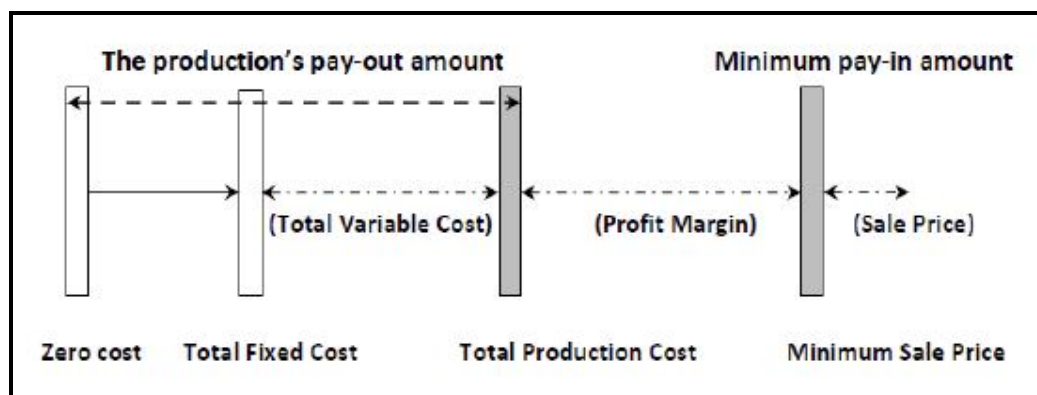 The production's pay-out amount
Minimum pay-in amount
(Total Variable Cost)
(Profit Margin)
(Sale Price)
Zero cost
Total Fixed Cost
Total Production Cost
Minimum Sale Price